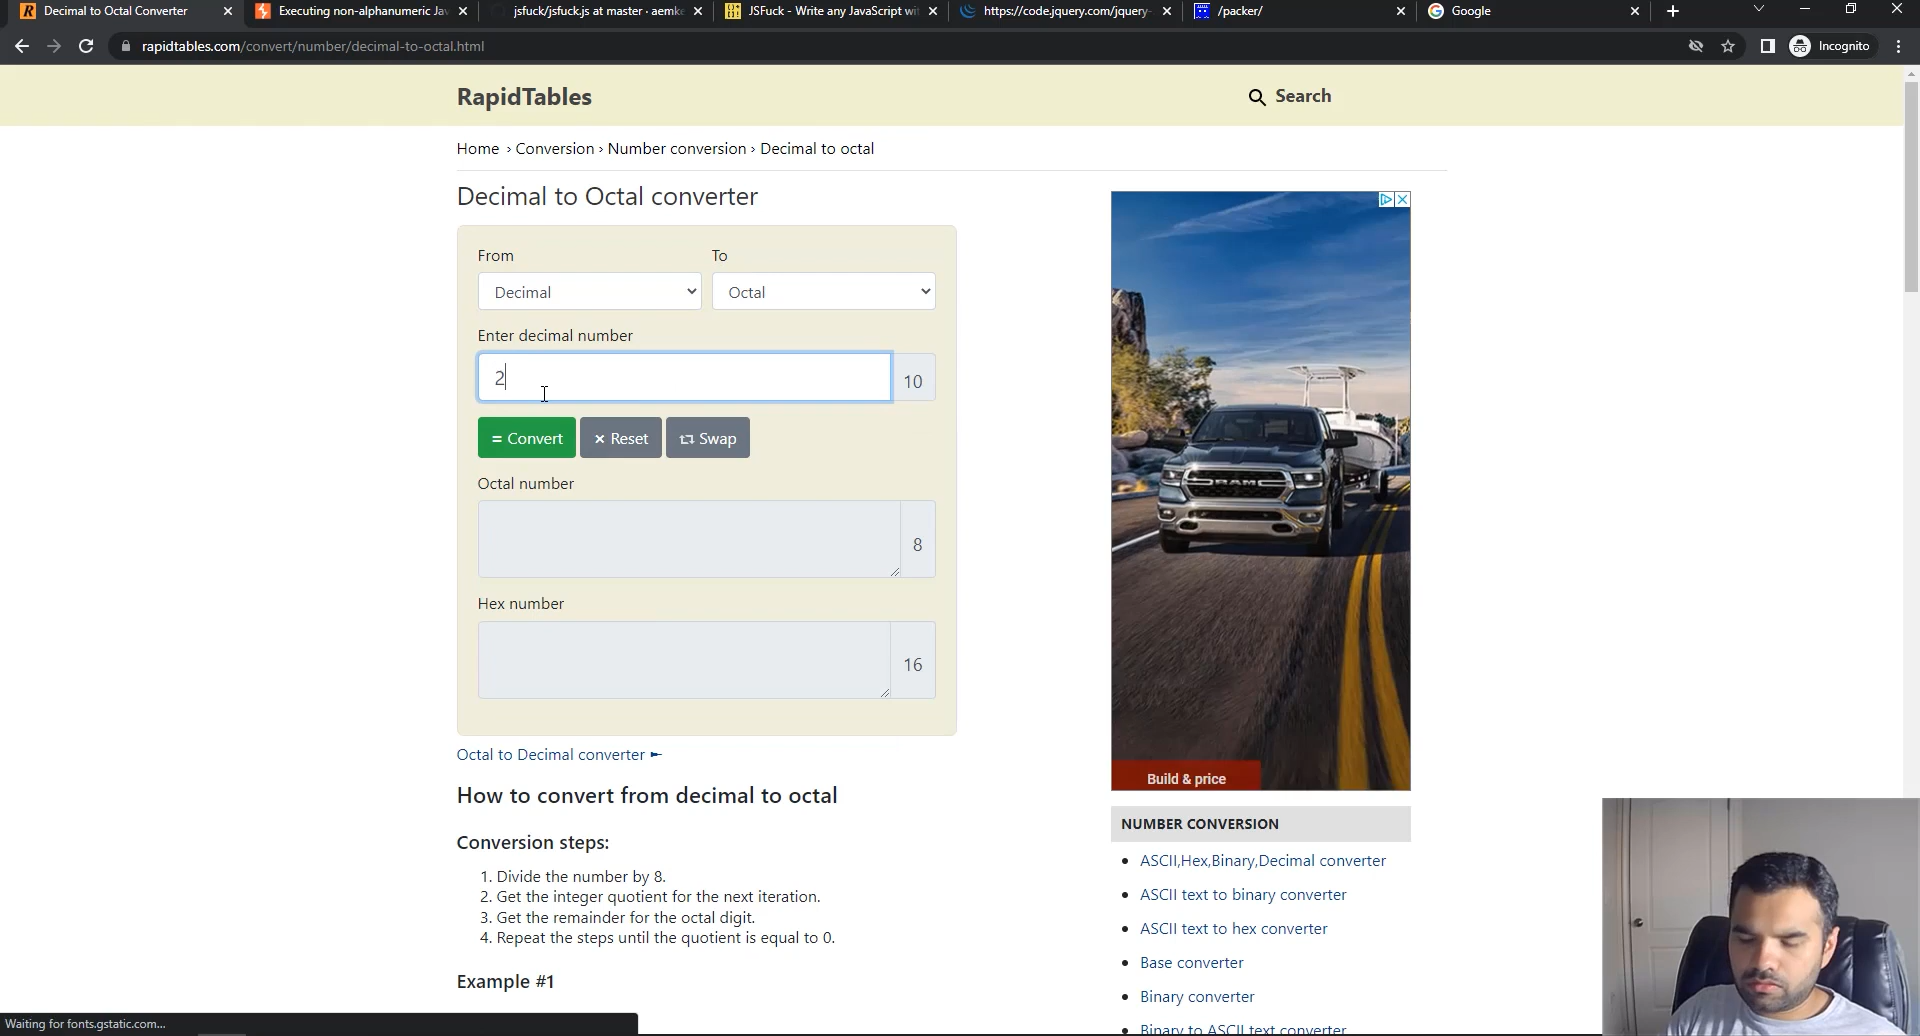 Decimal to Octal Converter
Executing non-alphanumeric Jav
jsfuck/jsfuck.js at master · aemke
JSFuck - Write any JavaScript wit
https://code.jquery.com/jquery-
/packer/
Google
rapidtables.com/convert/number/decimal-to-octal.html
Incognito
RapidTables
Search
Home › Conversion › Number conversion › Decimal to octal
Decimal to Octal converter
From
To
Decimal
Octal
Enter decimal number
2
10
= Convert
× Reset
Swap
Octal number
8
Hex number
16
Octal to Decimal converter ►
How to convert from decimal to octal
Conversion steps:
1. Divide the number by 8.
2. Get the integer quotient for the next iteration.
3. Get the remainder for the octal digit.
4. Repeat the steps until the quotient is equal to 0.
Example #1
RAM
Build & price
NUMBER CONVERSION
ASCII,Hex,Binary,Decimal converter
ASCII text to binary converter
ASCII text to hex converter
Base converter
Binary converter
Binary to ASCII text converter
Waiting for fonts.gstatic.com...